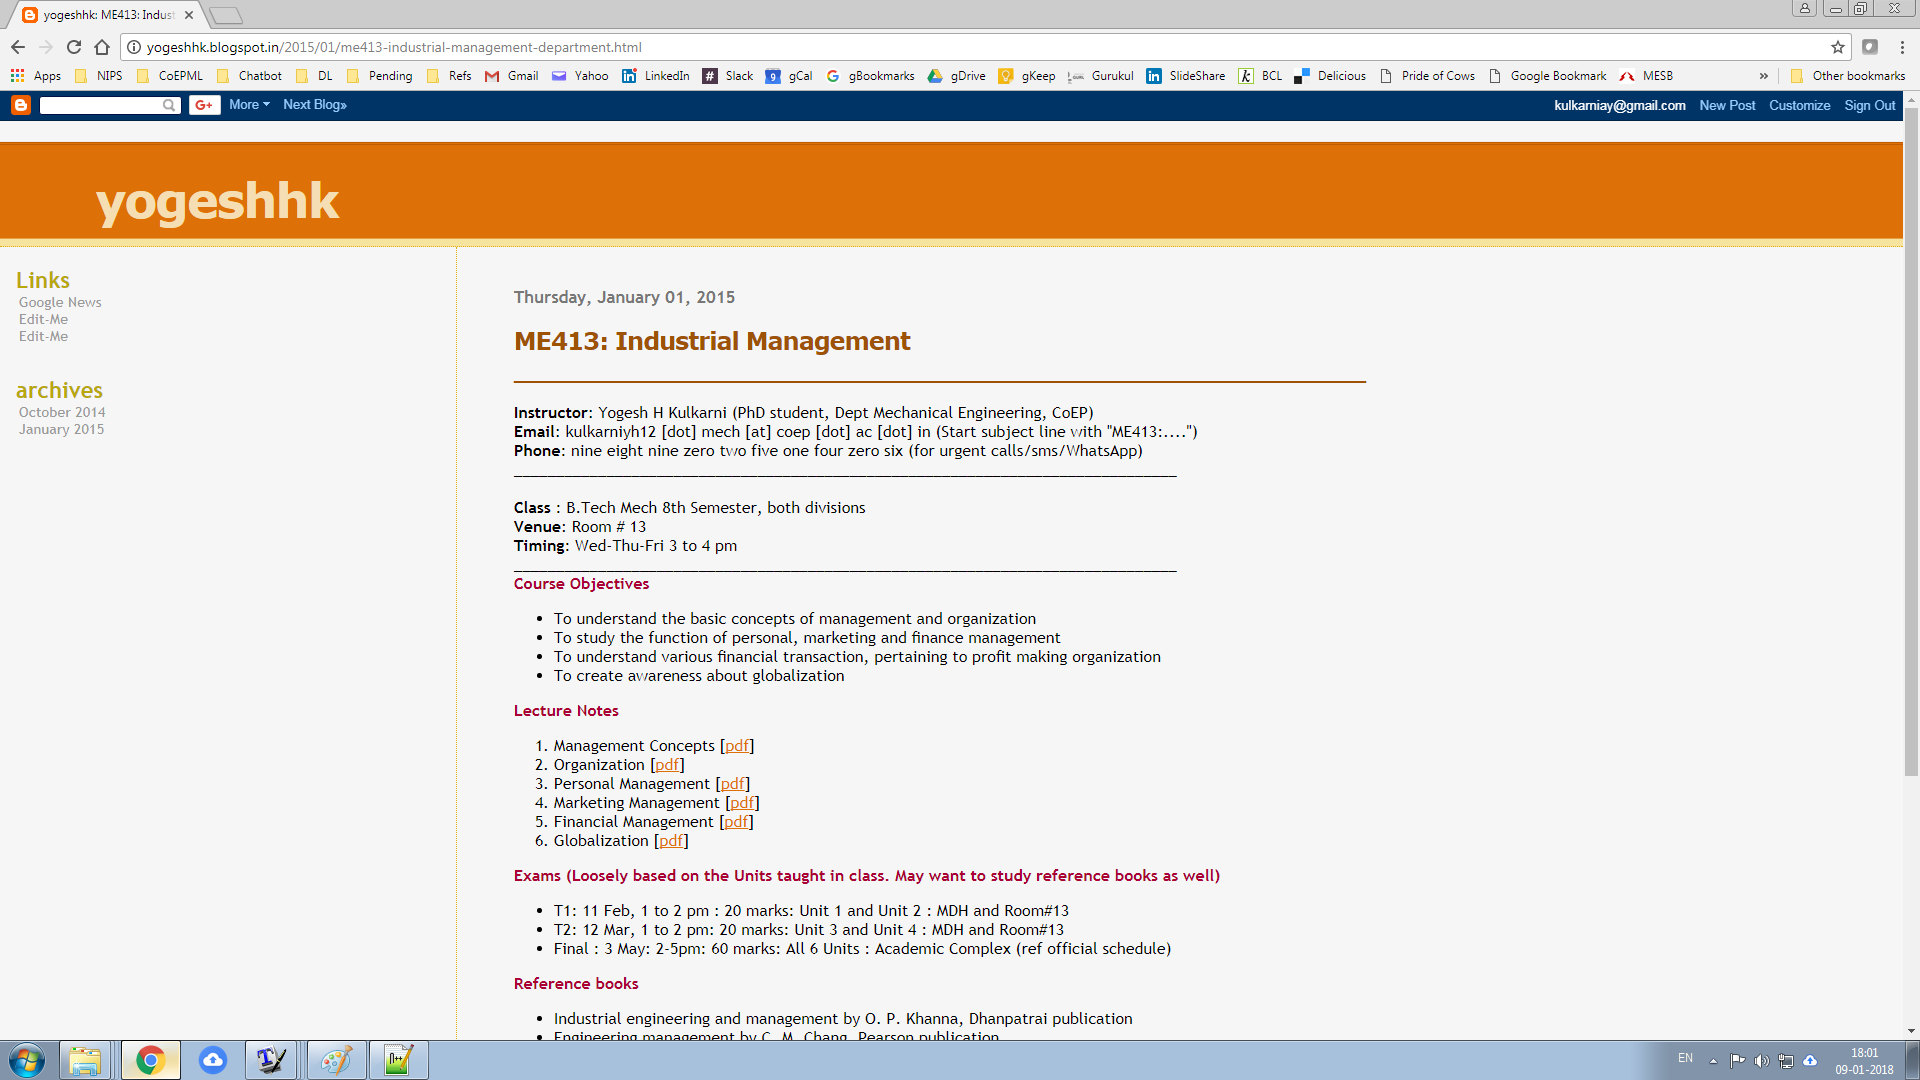 yogeshhk: ME413: Indust
yogeshhk.blogspot.in/2015/01/me413-industrial-management-department.html
Apps NIPS CoEPML Chatbot DL Pending Refs Gmail Yahoo LinkedIn Slack gCal gBookmarks gDrive gKeep Gurukul SlideShare BCL Delicious Pride of Cows Google Bookmark MESB » Other bookmarks
G+ More Next Blog» kulkarniay@gmail.com New Post Customize Sign Out
yogeshhk
Links
Google News
Edit-Me
Edit-Me
archives
October 2014
January 2015
Thursday, January 01, 2015
ME413: Industrial Management
Instructor: Yogesh H Kulkarni (PhD student, Dept Mechanical Engineering, CoEP)
Email: kulkarniyh12 [dot] mech [at] coep [dot] ac [dot] in (Start subject line with "ME413:....")
Phone: nine eight nine zero two five one four zero six (for urgent calls/sms/WhatsApp)
Class : B.Tech Mech 8th Semester, both divisions
Venue: Room # 13
Timing: Wed-Thu-Fri 3 to 4 pm
Course Objectives
• To understand the basic concepts of management and organization
• To study the function of personal, marketing and finance management
• To understand various financial transaction, pertaining to profit making organization
• To create awareness about globalization
Lecture Notes
1. Management Concepts [pdf]
2. Organization [pdf]
3. Personal Management [pdf]
4. Marketing Management [pdf]
5. Financial Management [pdf]
6. Globalization [pdf]
Exams (Loosely based on the Units taught in class. May want to study reference books as well)
• T1: 11 Feb, 1 to 2 pm : 20 marks: Unit 1 and Unit 2 : MDH and Room#13
• T2: 12 Mar, 1 to 2 pm: 20 marks: Unit 3 and Unit 4 : MDH and Room#13
• Final : 3 May: 2-5pm: 60 marks: All 6 Units : Academic Complex (ref official schedule)
Reference books
• Industrial engineering and management by O. P. Khanna, Dhanpatrai publication
• Engineering management by C. M. Chang, Pearson publication
EN 18:01
09-01-2018